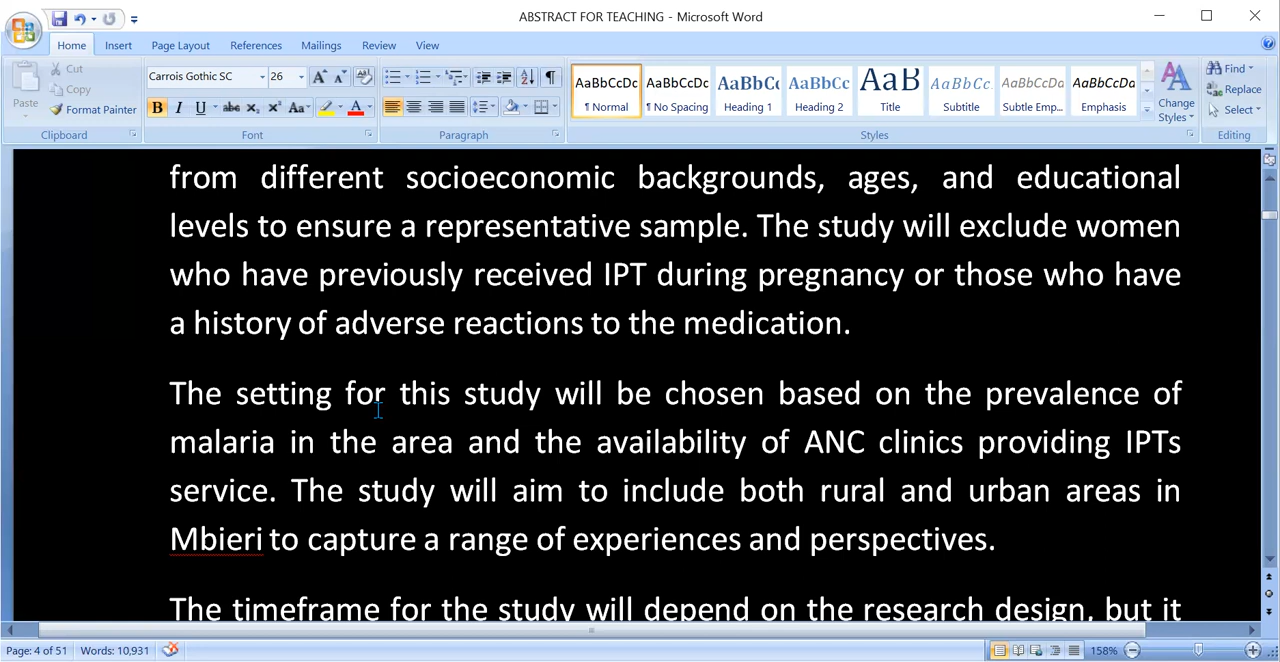 ABSTRACT FOR TEACHING - Microsoft Word
Home Insert Page Layout References Mailings Review View
Paste
Cut
Copy
Format Painter
Clipboard
Carrois Gothic SC 26
B I U abc x₂ x² Aa
Font
Paragraph
AaBbCcDc AaBbCcDc AaBbCc AaBbCc AaB AaBbCc. AaBbCcDa AaBbCcDa
¶ Normal ¶ No Spacing Heading 1 Heading 2 Title Subtitle Subtle Emp... Emphasis
Change Styles
Styles
Find
Replace
Select
Editing
from different socioeconomic backgrounds, ages, and educational
levels to ensure a representative sample. The study will exclude women
who have previously received IPT during pregnancy or those who have
a history of adverse reactions to the medication.
The setting for this study will be chosen based on the prevalence of
malaria in the area and the availability of ANC clinics providing IPTs
service. The study will aim to include both rural and urban areas in
Mbieri to capture a range of experiences and perspectives.
The timeframe for the study will depend on the research design, but it
Page: 4 of 51 Words: 10,931 158%